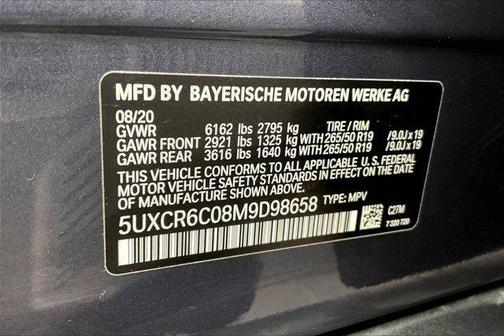 MFD BY BAYERISCHE MOTOREN WERKE AG
08/20 TIRE / RIM
GVWR 6162 lbs 2795 kg
GAWR FRONT 2921 lbs 1325 kg WITH 265/50 R19 /9.0J x 19
GAWR REAR 3616 lbs 1640 kg WITH 265/50 R19 /9.0J x 19
THIS VEHICLE CONFORMS TO ALL APPLICABLE U. S. FEDERAL
MOTOR VEHICLE SAFETY STANDARDS IN EFFECT ON THE
DATE OF MANUFACTURE SHOWN ABOVE.
5UXCR6C08M9D98658 TYPE: MPV
C27M
7 320 720